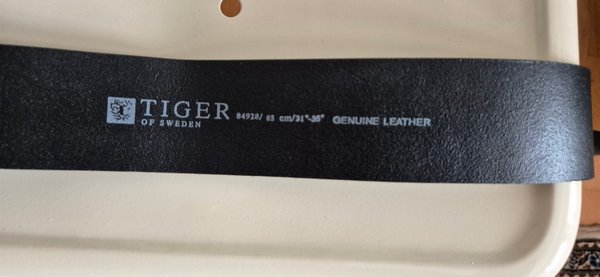 TIGER
OF SWEDEN
84928/ 85 cm/31"-36" GENUINE LEATHER